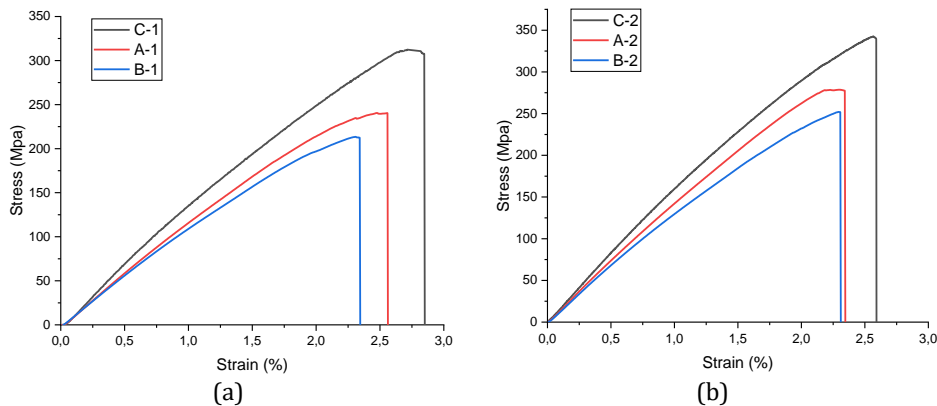 350
300
250
200
150
100
50
0
Stress (Mpa)
C-1
A-1
B-1
0,0 0,5 1,0 1,5 2,0 2,5 3,0
Strain (%)
(a)
350
300
250
200
150
100
50
0
Stress (Mpa)
C-2
A-2
B-2
0,0 0,5 1,0 1,5 2,0 2,5 3,0
Strain (%)
(b)